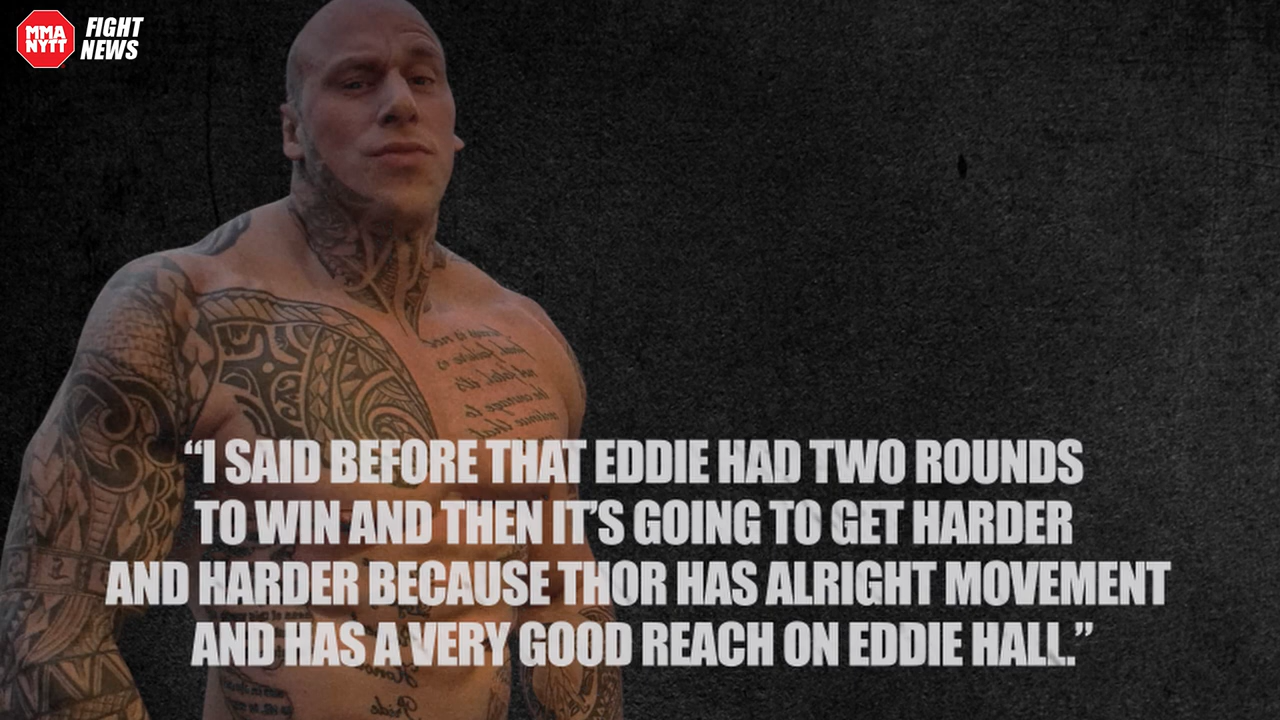 MMA
NYTT
FIGHT
NEWS
“I SAID BEFORE THAT EDDIE HAD TWO ROUNDS
TO WIN AND THEN IT’S GOING TO GET HARDER
AND HARDER BECAUSE THOR HAS ALRIGHT MOVEMENT
AND HAS A VERY GOOD REACH ON EDDIE HALL.”
Pride